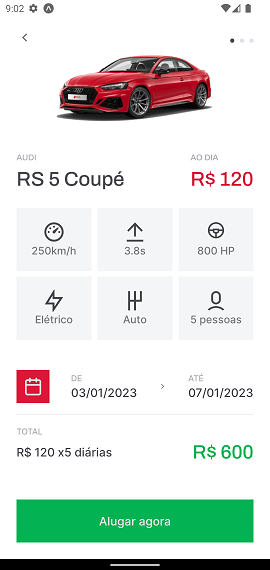 9:02
AUDI
AO DIA
RS 5 Coupé
R$ 120
250km/h
3.8s
800 HP
Elétrico
Auto
5 pessoas
DE
ATÉ
03/01/2023
07/01/2023
TOTAL
R$ 120 x5 diárias
R$ 600
Alugar agora